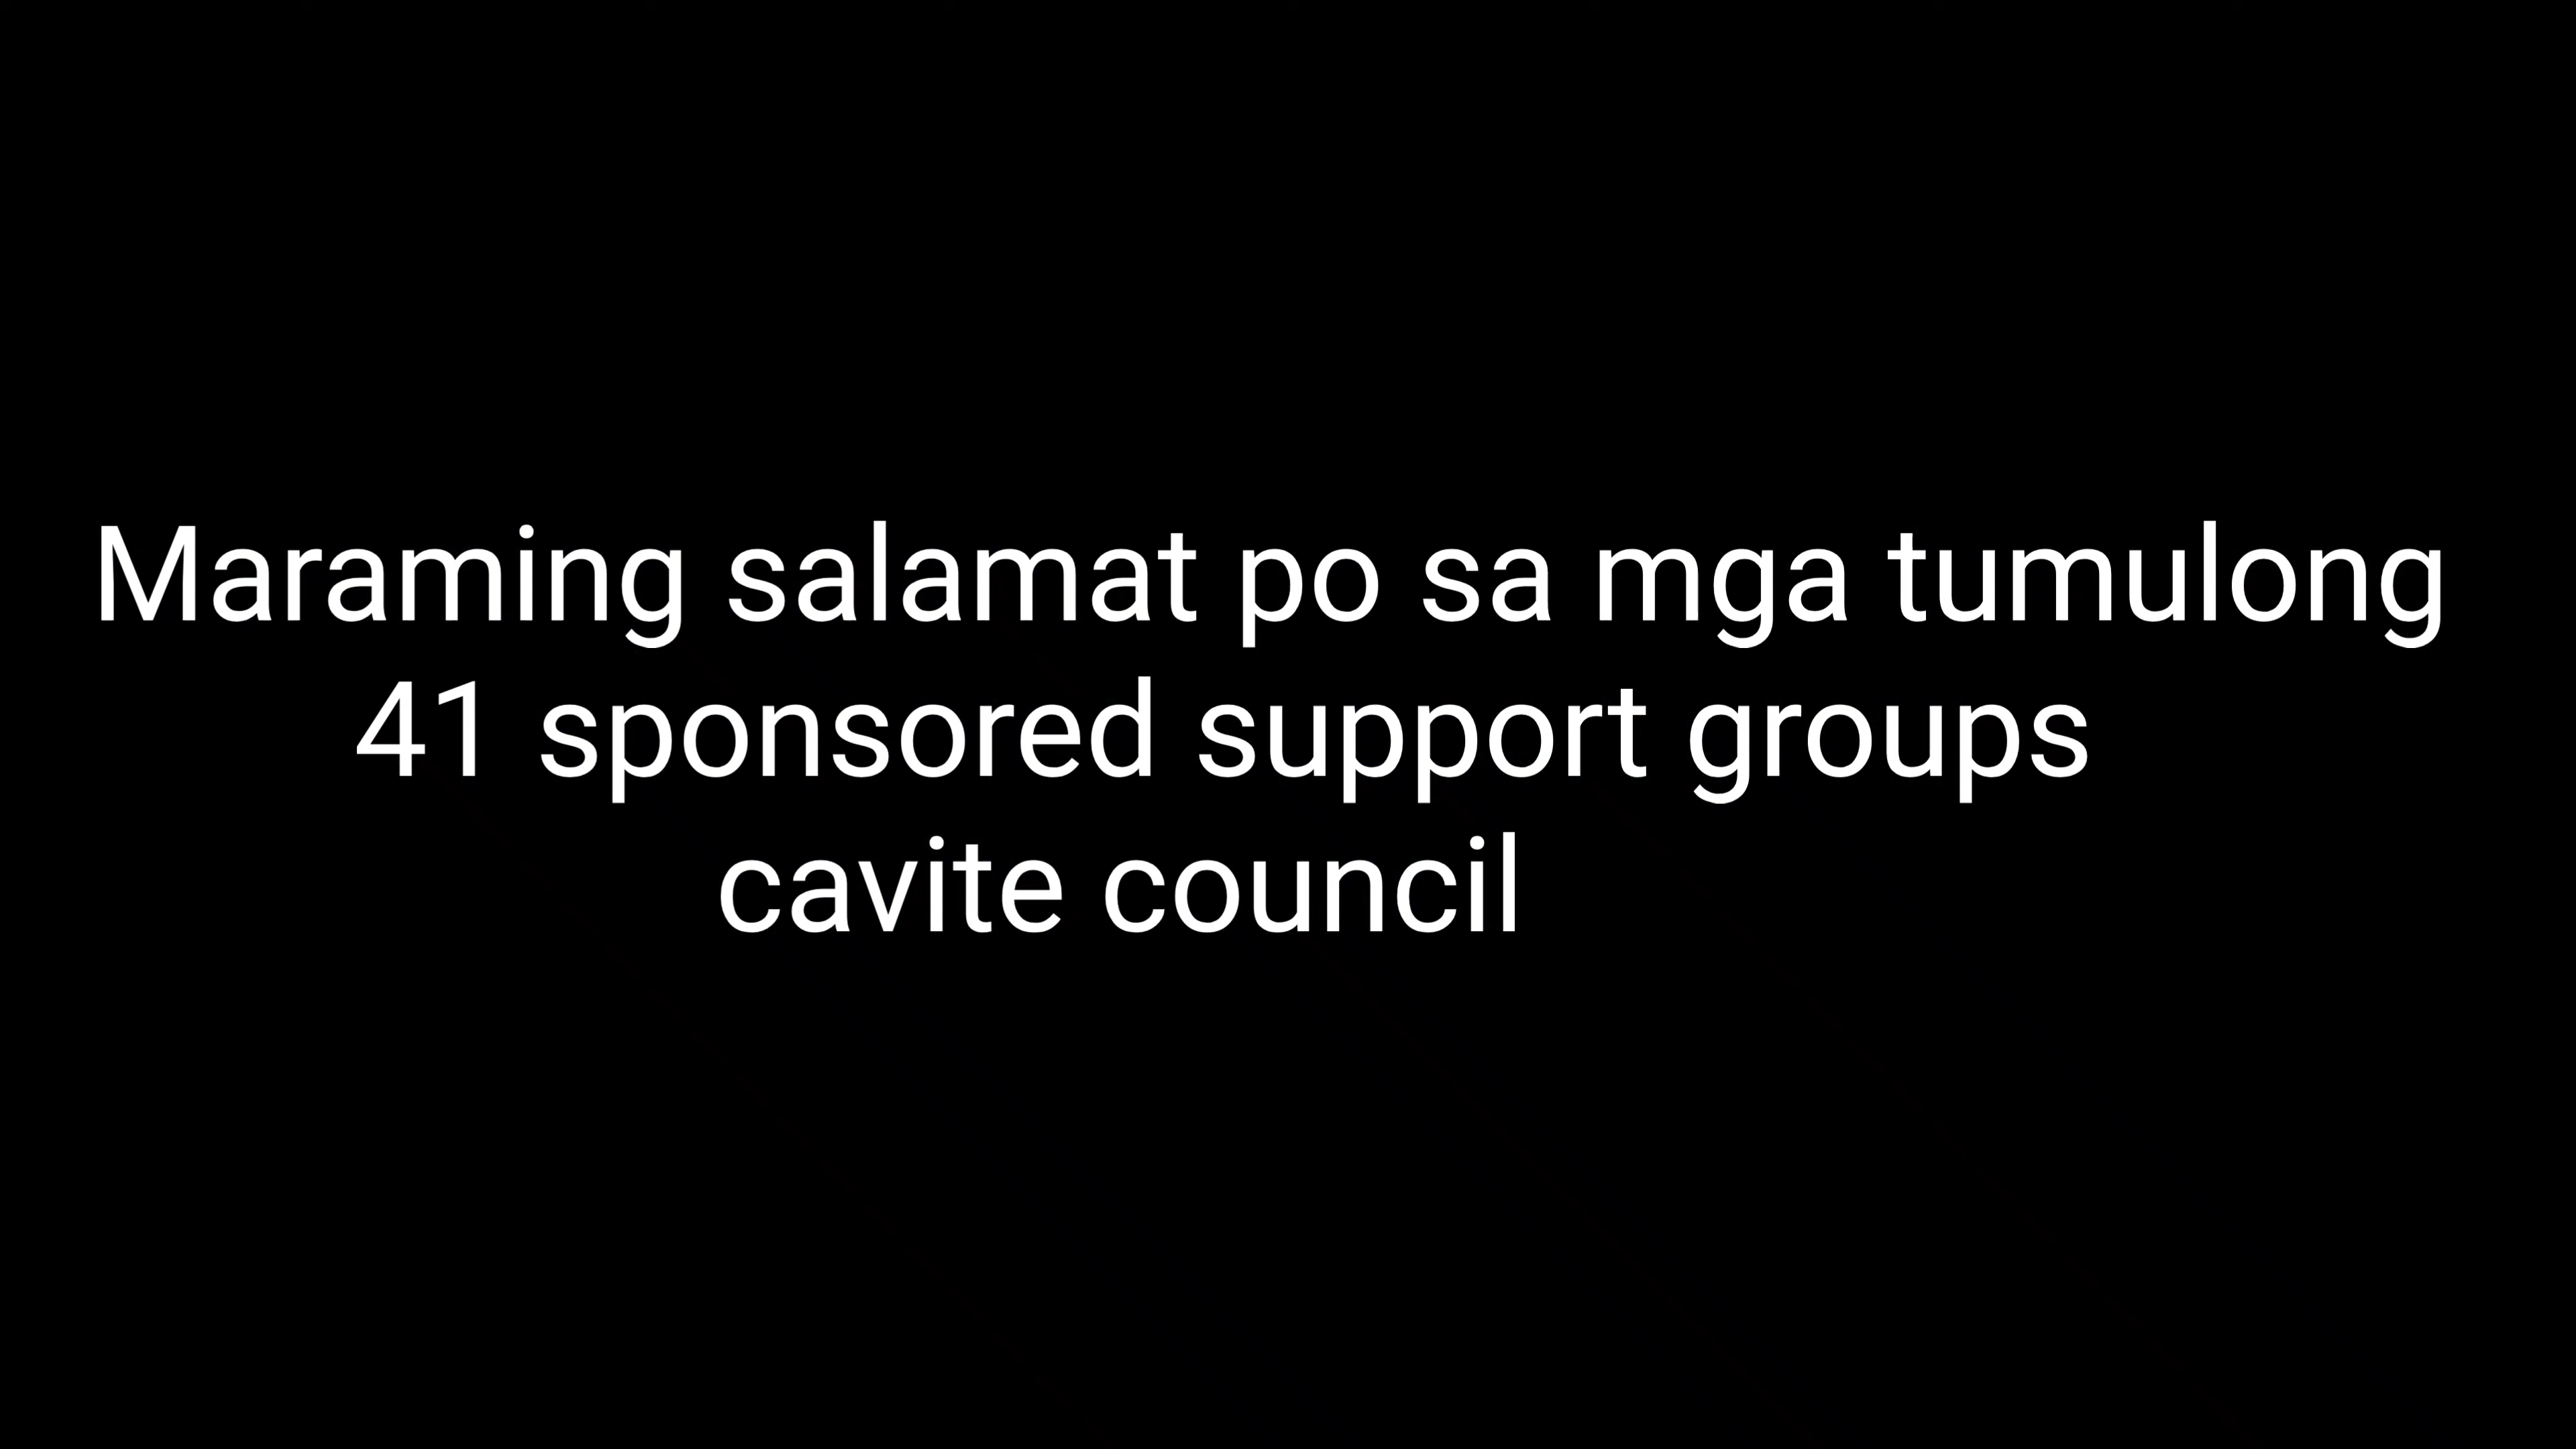 Maraming salamat po sa mga tumulong
41 sponsored support groups
cavite council